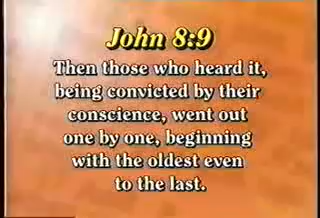 John 8:9
Then those who heard it,
being convicted by their
conscience, went out
one by one, beginning
with the oldest even
to the last.